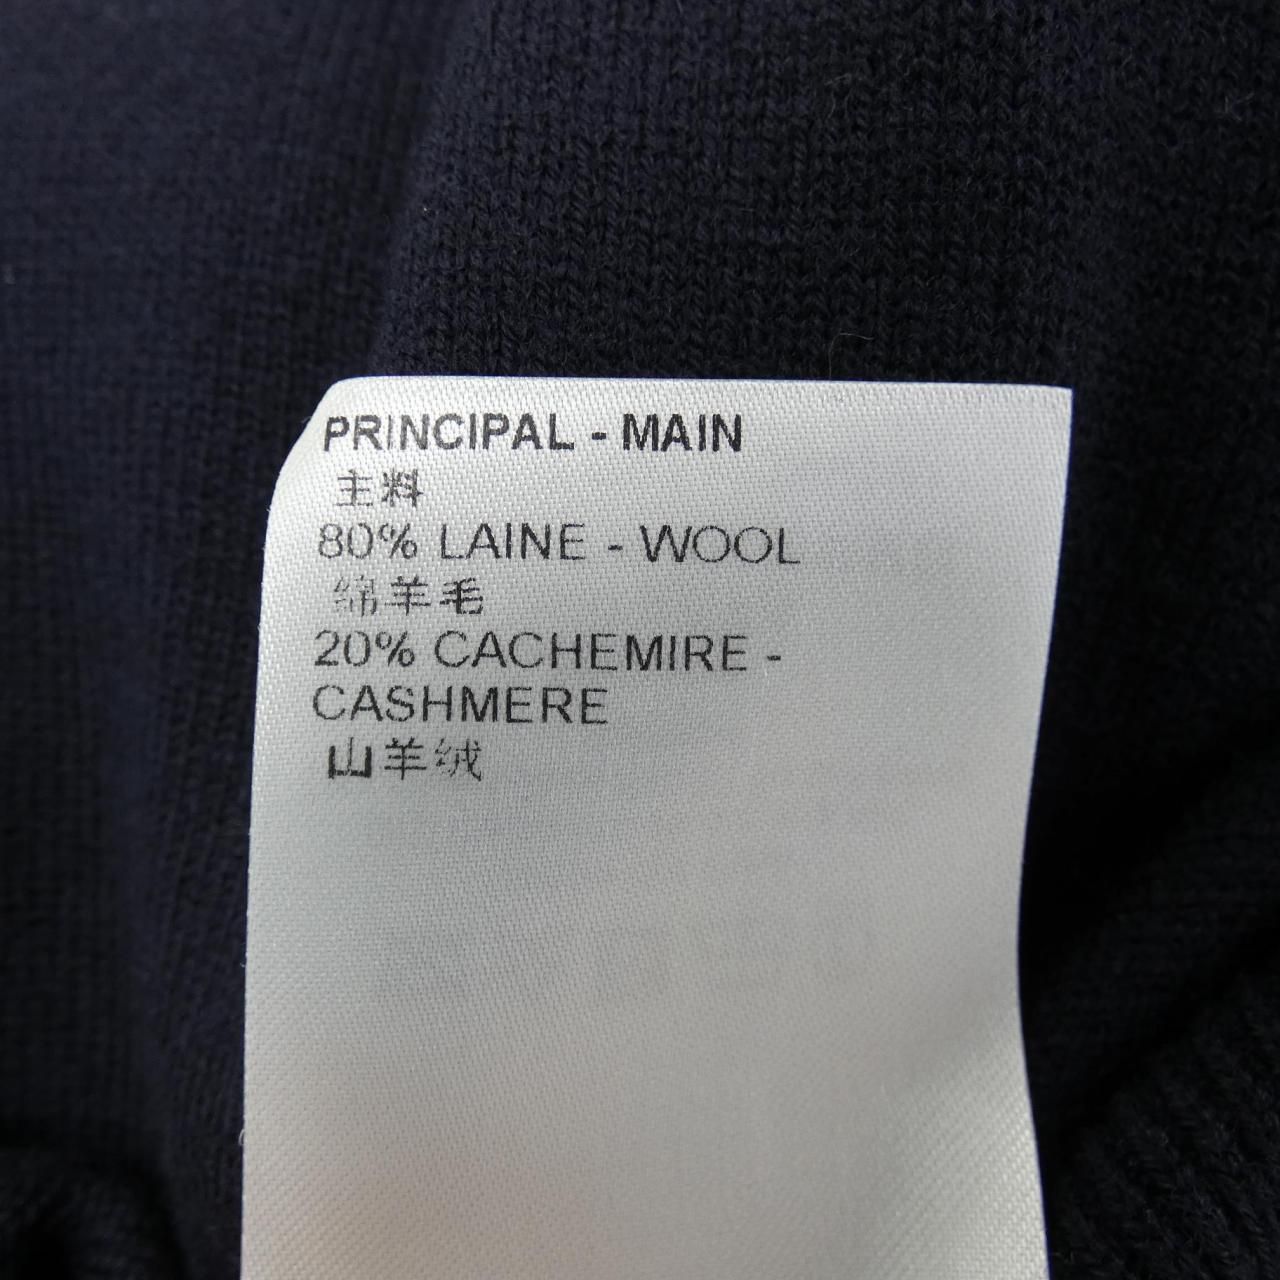 PRINCIPAL - MAIN
主料
80% LAINE - WOOL
绵羊毛
20% CACHEMIRE -
CASHMERE
山羊绒